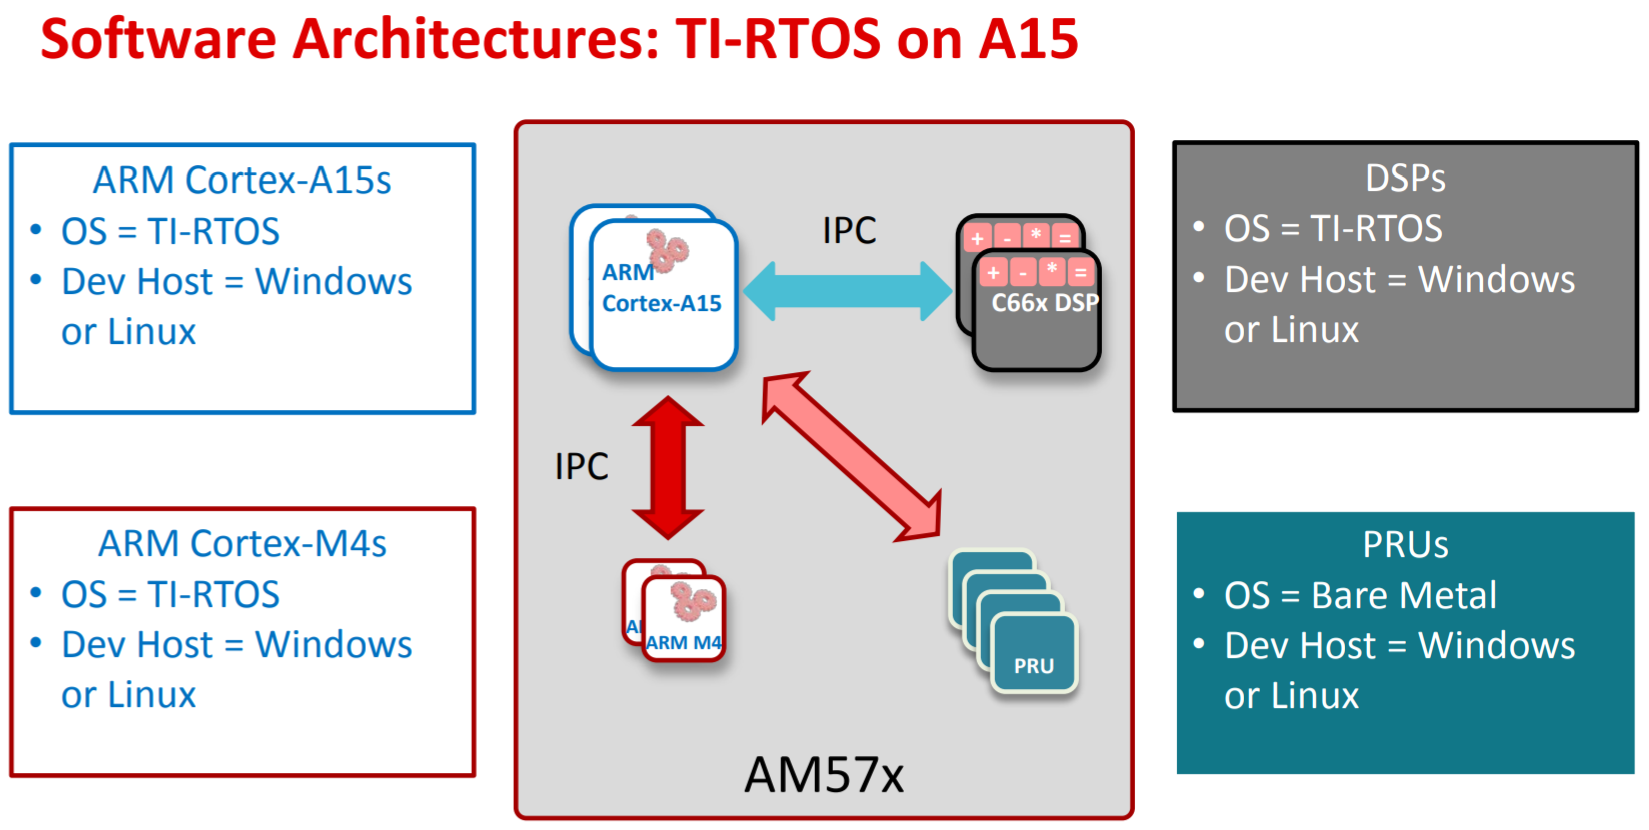 Software Architectures: TI-RTOS on A15
ARM Cortex-A15s
• OS = TI-RTOS
• Dev Host = Windows
or Linux
ARM Cortex-M4s
• OS = TI-RTOS
• Dev Host = Windows
or Linux
IPC
ARM
Cortex-A15
+ - * =
+ - * =
C66x DSP
IPC
AR
ARM M4
PRU
AM57x
DSPs
• OS = TI-RTOS
• Dev Host = Windows
or Linux
PRUs
• OS = Bare Metal
• Dev Host = Windows
or Linux